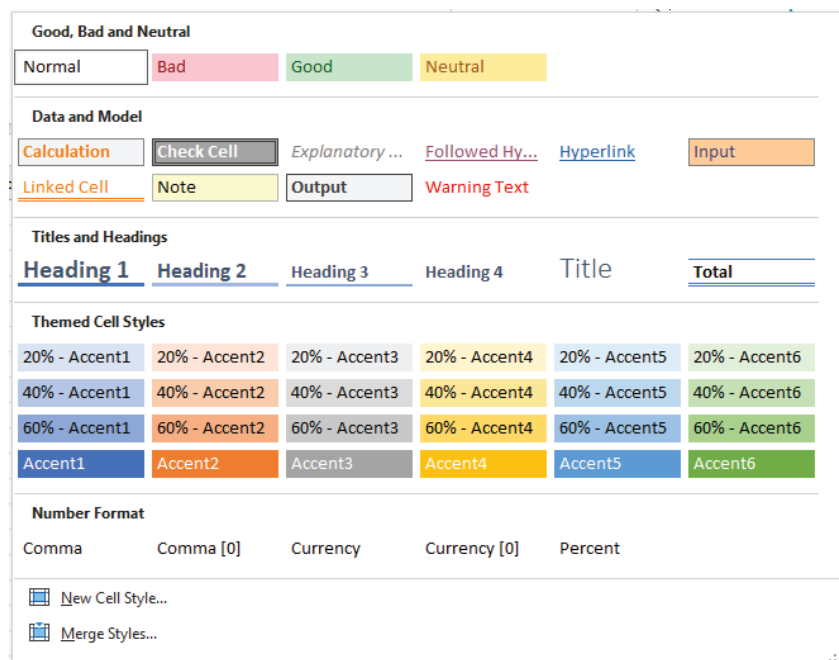 Good, Bad and Neutral
Normal Bad Good Neutral
Data and Model
Calculation Check Cell Explanatory ... Followed Hy... Hyperlink Input
Linked Cell Note Output Warning Text
Titles and Headings
Heading 1 Heading 2 Heading 3 Heading 4 Title Total
Themed Cell Styles
20% - Accent1 20% - Accent2 20% - Accent3 20% - Accent4 20% - Accent5 20% - Accent6
40% - Accent1 40% - Accent2 40% - Accent3 40% - Accent4 40% - Accent5 40% - Accent6
60% - Accent1 60% - Accent2 60% - Accent3 60% - Accent4 60% - Accent5 60% - Accent6
Accent1 Accent2 Accent3 Accent4 Accent5 Accent6
Number Format
Comma Comma [0] Currency Currency [0] Percent
New Cell Style...
Merge Styles...